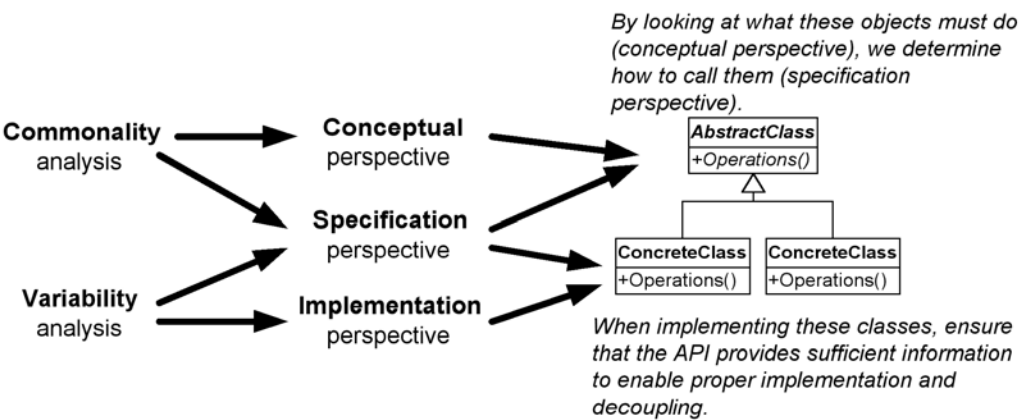 By looking at what these objects must do
(conceptual perspective), we determine
how to call them (specification
perspective).
Commonality
analysis
Conceptual
perspective
AbstractClass
+Operations()
Specification
perspective
ConcreteClass
+Operations()
ConcreteClass
+Operations()
Variability
analysis
Implementation
perspective
When implementing these classes, ensure
that the API provides sufficient information
to enable proper implementation and
decoupling.